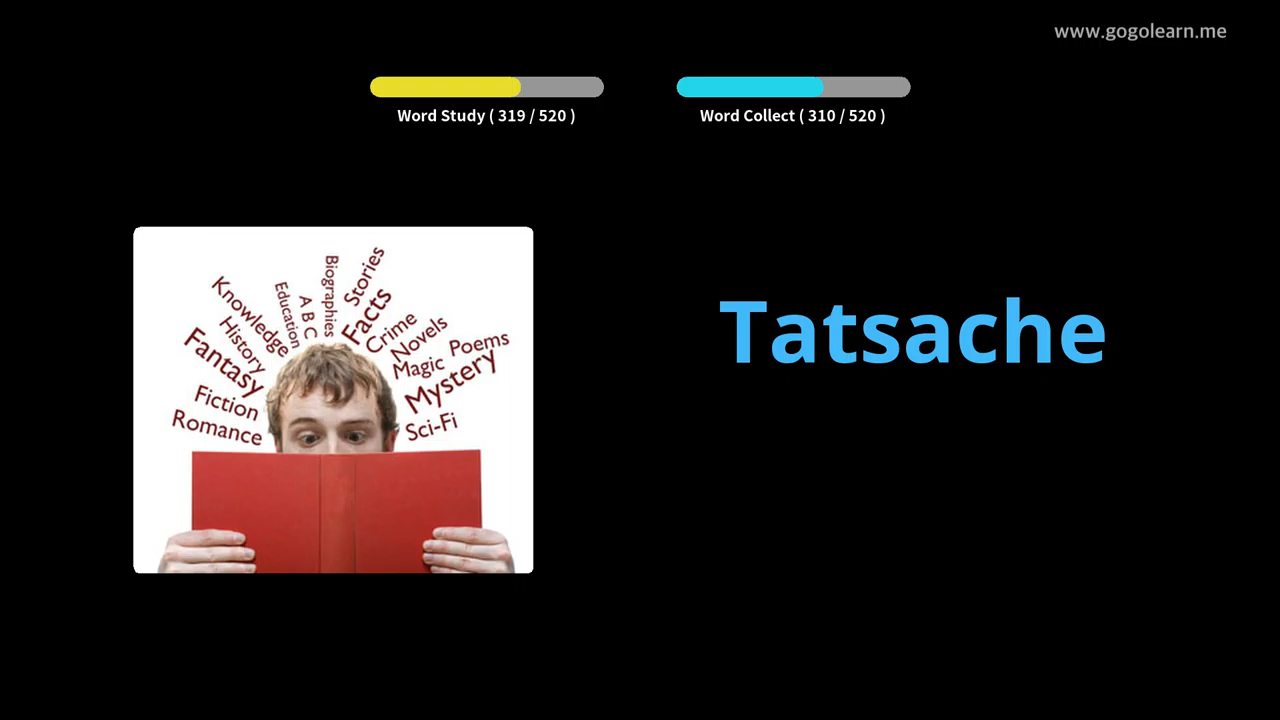 www.gogolearn.me
Word Study ( 319 / 520 )
Word Collect ( 310 / 520 )
Tatsache
Knowledge
History
Fantasy
Fiction
Romance
Education
A B C
Biographies
Stories
Facts
Crime
Novels
Magic
Poems
Mystery
Sci-Fi